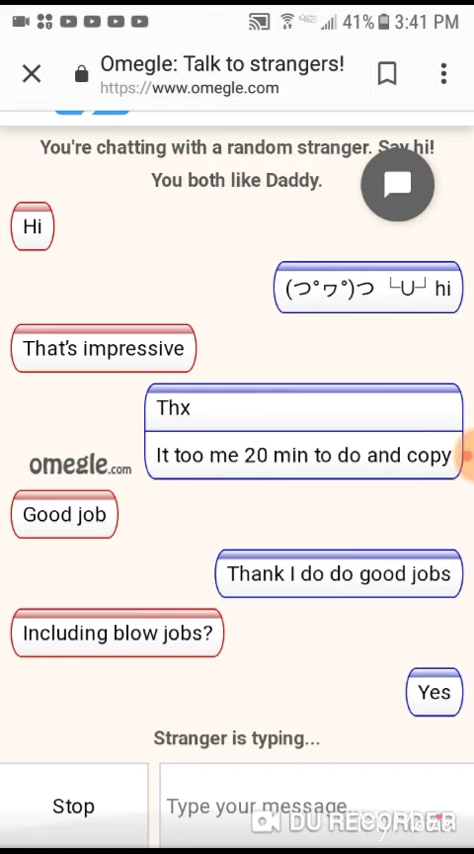 41% 3:41 PM
Omegle: Talk to strangers!
https://www.omegle.com
You're chatting with a random stranger. Say hi!
You both like Daddy.
Hi
(つ°ヮ°)つ └U┘ hi
That's impressive
Thx
It too me 20 min to do and copy
omegle.com
Good job
Thank I do do good jobs
Including blow jobs?
Yes
Stranger is typing...
Stop
Type your message...
DU RECORDER